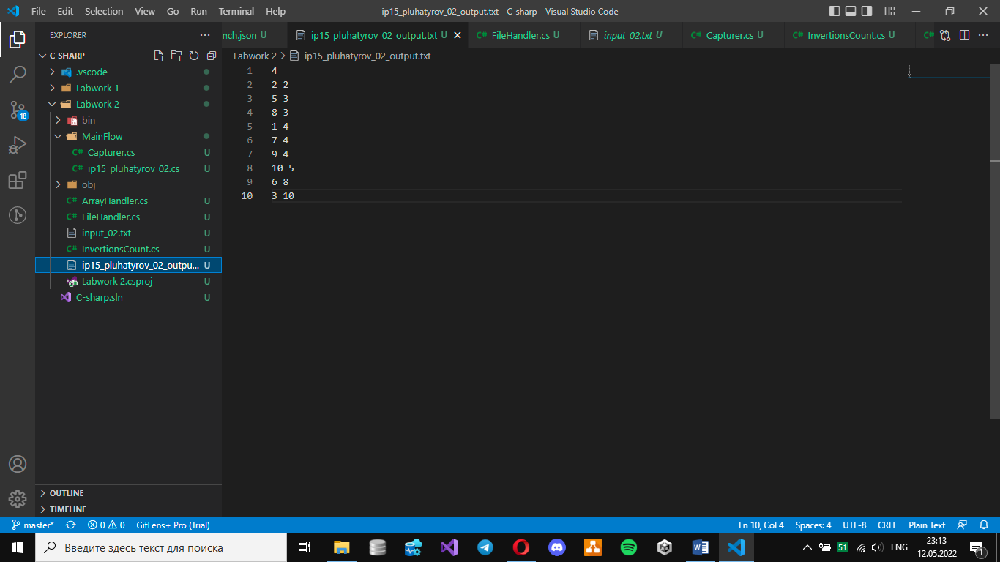 File Edit Selection View Go Run Terminal Help
ip15_pluhatyrov_02_output.txt - C-sharp - Visual Studio Code
EXPLORER
nch.json U
ip15_pluhatyrov_02_output.txt U
FileHandler.cs U
input_02.txt U
Capturer.cs U
InvertionsCount.cs U
C#
C-SHARP
Labwork 2 > ip15_pluhatyrov_02_output.txt
.vscode
Labwork 1
Labwork 2
bin
MainFlow
C# Capturer.cs U
C# ip15_pluhatyrov_02.cs U
obj
C# ArrayHandler.cs U
C# FileHandler.cs U
input_02.txt U
C# InvertionsCount.cs U
ip15_pluhatyrov_02_outpu... U
Labwork 2.csproj U
C-sharp.sln U
1 4
2 2 2
3 5 3
4 8 3
5 1 4
6 7 4
7 9 4
8 10 5
9 6 8
10 3 10
18
OUTLINE
TIMELINE
master* 0 0 GitLens+ Pro (Trial)
Ln 10, Col 4 Spaces: 4 UTF-8 CRLF Plain Text
Введите здесь текст для поиска
51 ENG
23:13
12.05.2022
1